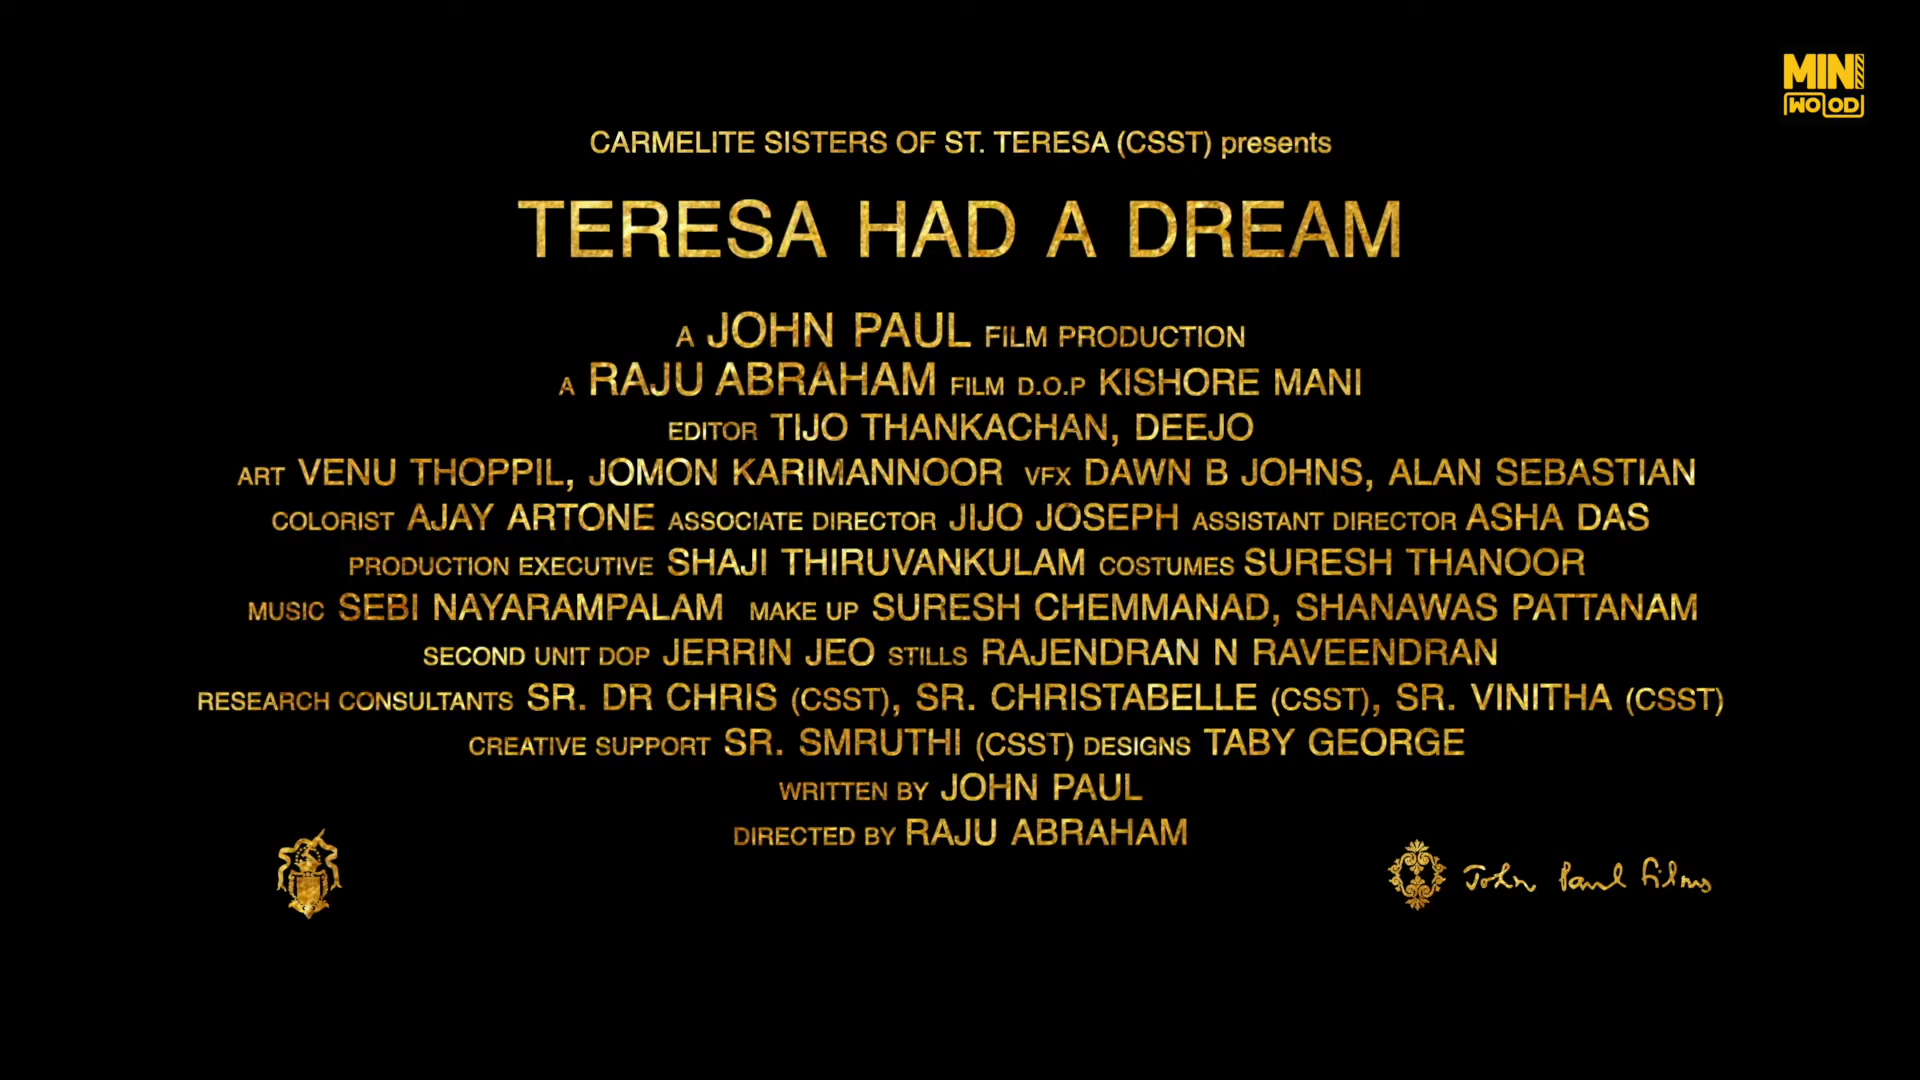 MINI
WOOD
CARMELITE SISTERS OF ST. TERESA (CSST) presents
TERESA HAD A DREAM
A JOHN PAUL FILM PRODUCTION
A RAJU ABRAHAM FILM D.O.P KISHORE MANI
EDITOR TIJO THANKACHAN, DEEJO
ART VENU THOPPIL, JOMON KARIMANNOOR VFX DAWN B JOHNS, ALAN SEBASTIAN
COLORIST AJAY ARTONE ASSOCIATE DIRECTOR JIJO JOSEPH ASSISTANT DIRECTOR ASHA DAS
PRODUCTION EXECUTIVE SHAJI THIRUVANKULAM COSTUMES SURESH THANOOR
MUSIC SEBI NAYARAMPALAM MAKE UP SURESH CHEMMANAD, SHANAWAS PATTANAM
SECOND UNIT DOP JERRIN JEO STILLS RAJENDRAN N RAVEENDRAN
RESEARCH CONSULTANTS SR. DR CHRIS (CSST), SR. CHRISTABELLE (CSST), SR. VINITHA (CSST)
CREATIVE SUPPORT SR. SMRUTHI (CSST) DESIGNS TABY GEORGE
WRITTEN BY JOHN PAUL
DIRECTED BY RAJU ABRAHAM
John Paul Films